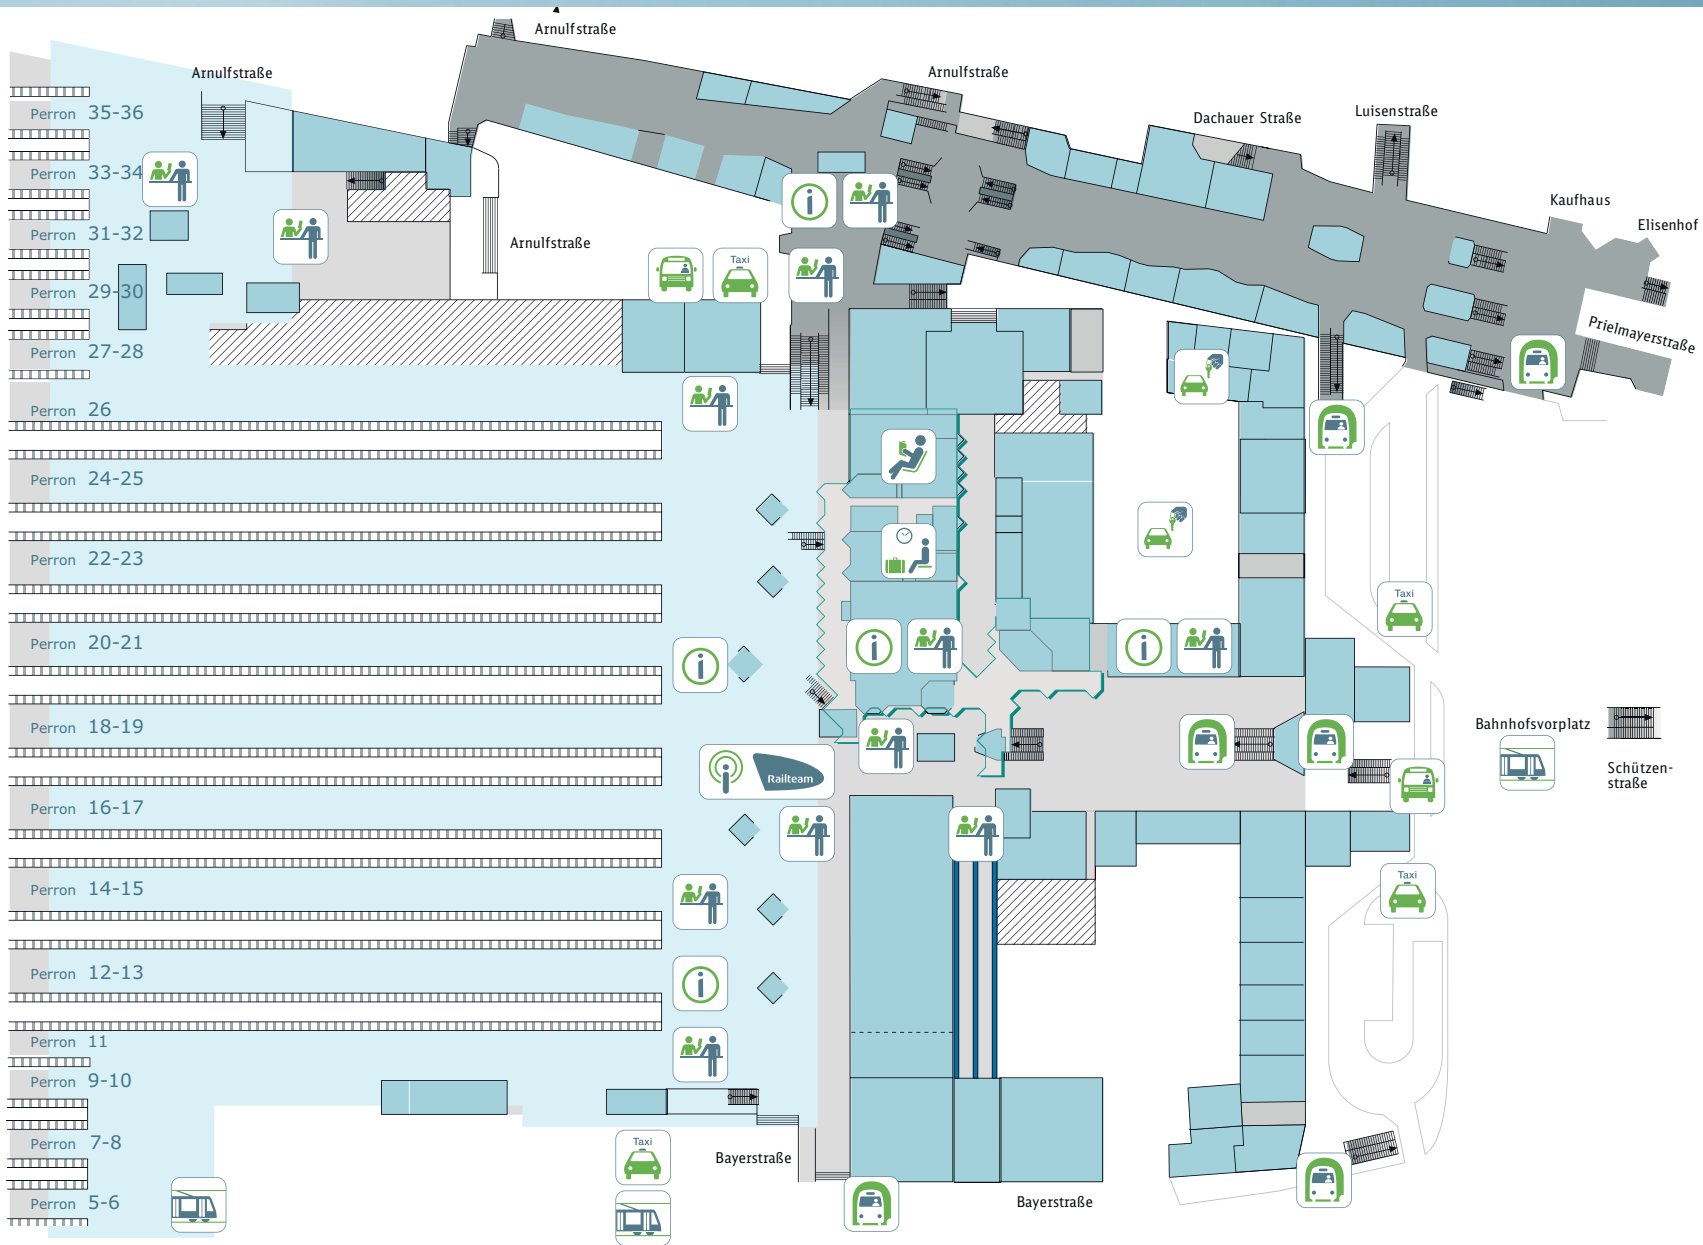 Arnulfstraße
Arnulfstraße
Arnulfstraße
Perron 35-36
Luisenstraße
Dachauer Straße
Perron 33-34
Kaufhaus
Elisenhof
Perron 31-32
Arnulfstraße
Taxi
Perron 29-30
Prielmayerstraße
Perron 27-28
Perron 26
Perron 24-25
Perron 22-23
Taxi
Perron 20-21
Perron 18-19
Bahnhofsvorplatz
Railteam
Schützen-
straße
Perron 16-17
Taxi
Perron 14-15
Perron 12-13
Perron 11
Perron 9-10
Perron 7-8
Taxi
Bayerstraße
Perron 5-6
Bayerstraße